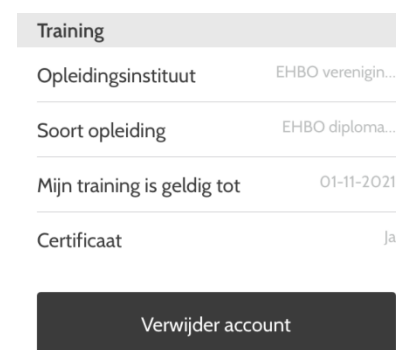 Training
Opleidingsinstituut EHBO verenigin...
Soort opleiding EHBO diploma...
Mijn training is geldig tot 01-11-2021
Certificaat Ja
Verwijder account